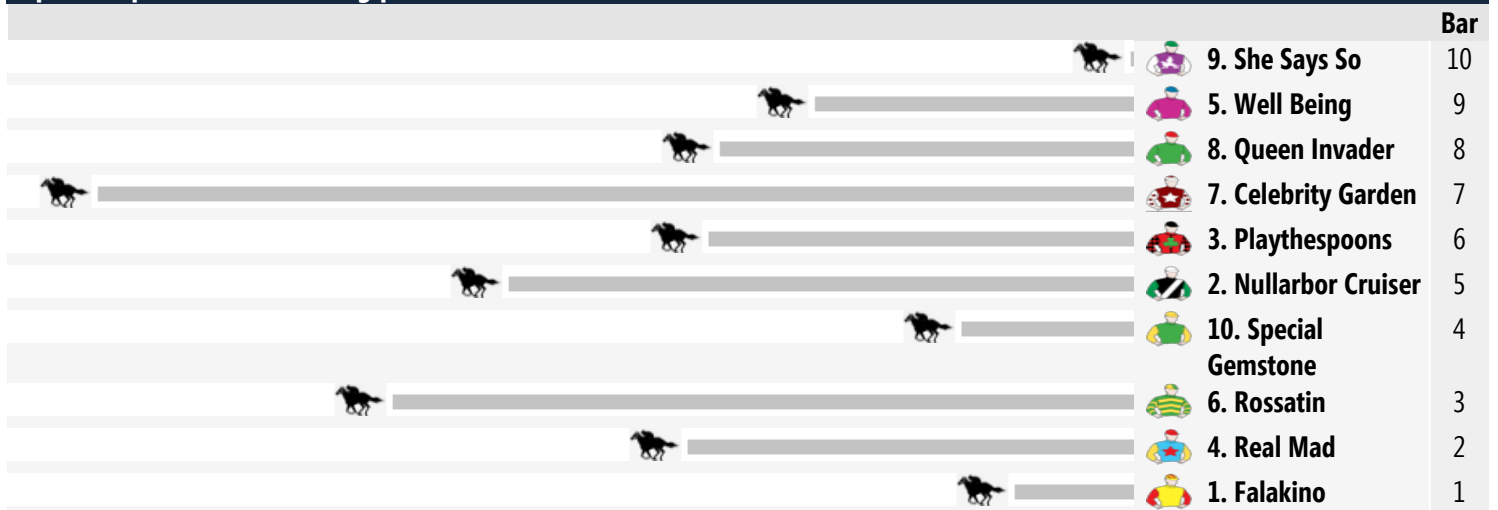 Bar
9. She Says So 10
5. Well Being 9
8. Queen Invader 8
7. Celebrity Garden 7
3. Playthespoons 6
2. Nullarbor Cruiser 5
10. Special 4
Gemstone
6. Rossatin 3
4. Real Mad 2
1. Falakino 1